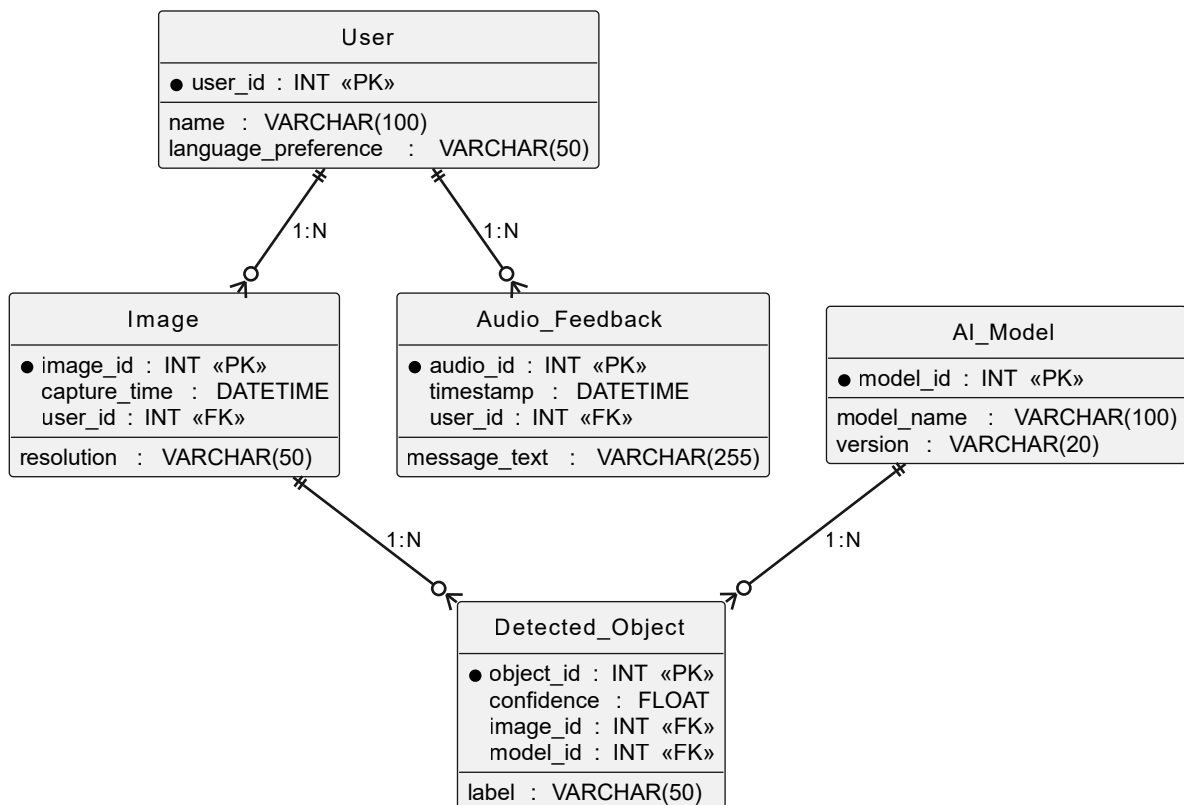 User
user_id : INT «PK»
name : VARCHAR(100)
language_preference : VARCHAR(50)
1:N
1:N
Image
image_id : INT «PK»
capture_time : DATETIME
user_id : INT «FK»
resolution : VARCHAR(50)
Audio_Feedback
audio_id : INT «PK»
timestamp : DATETIME
user_id : INT «FK»
message_text : VARCHAR(255)
AI_Model
model_id : INT «PK»
model_name : VARCHAR(100)
version : VARCHAR(20)
1:N
1:N
Detected_Object
object_id : INT «PK»
confidence : FLOAT
image_id : INT «FK»
model_id : INT «FK»
label : VARCHAR(50)